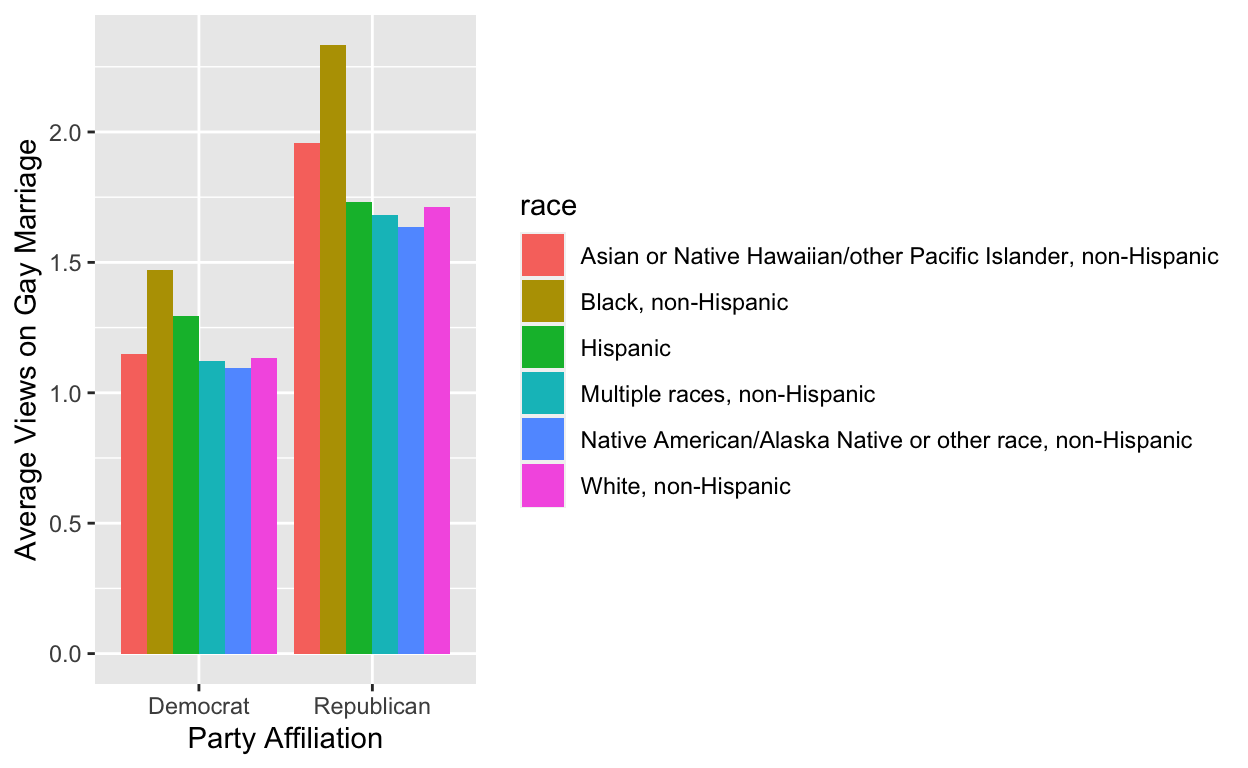 Average Views on Gay Marriage
2.0
1.5
1.0
0.5
0.0
Democrat Republican
Party Affiliation
race
Asian or Native Hawaiian/other Pacific Islander, non-Hispanic
Black, non-Hispanic
Hispanic
Multiple races, non-Hispanic
Native American/Alaska Native or other race, non-Hispanic
White, non-Hispanic